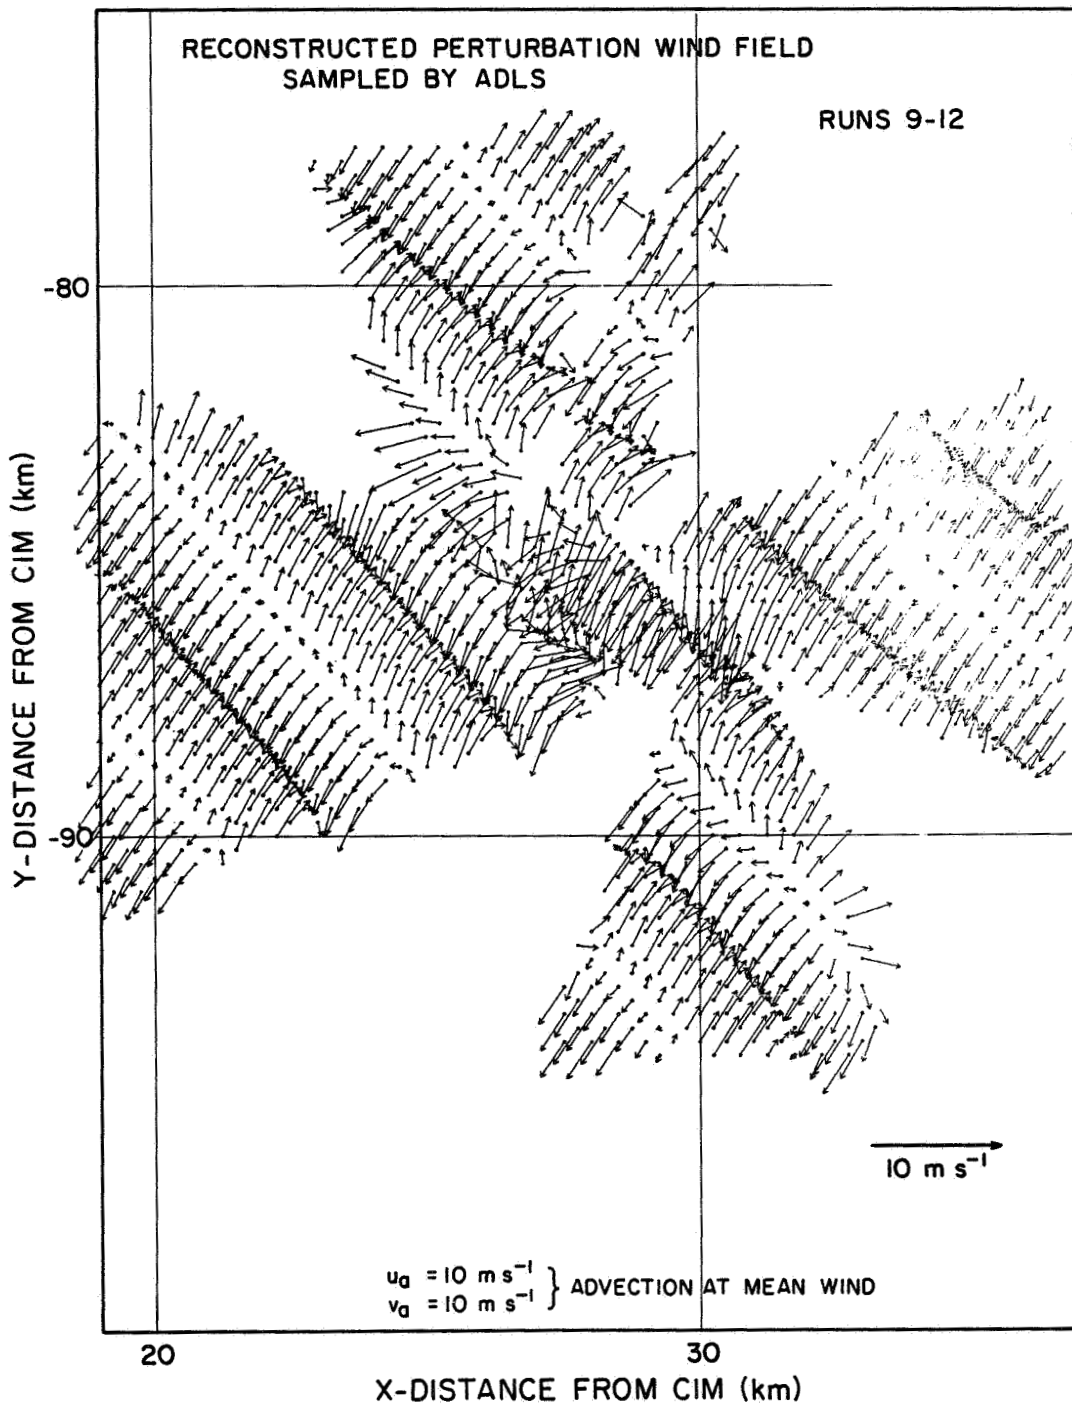 RECONSTRUCTED PERTURBATION WIND FIELD
SAMPLED BY ADLS
RUNS 9-12
-80
Y-DISTANCE FROM CIM (km)
-90
10 m s⁻¹
uₐ = 10 m s⁻¹
vₐ = 10 m s⁻¹
} ADVECTION AT MEAN WIND
20
30
X-DISTANCE FROM CIM (km)